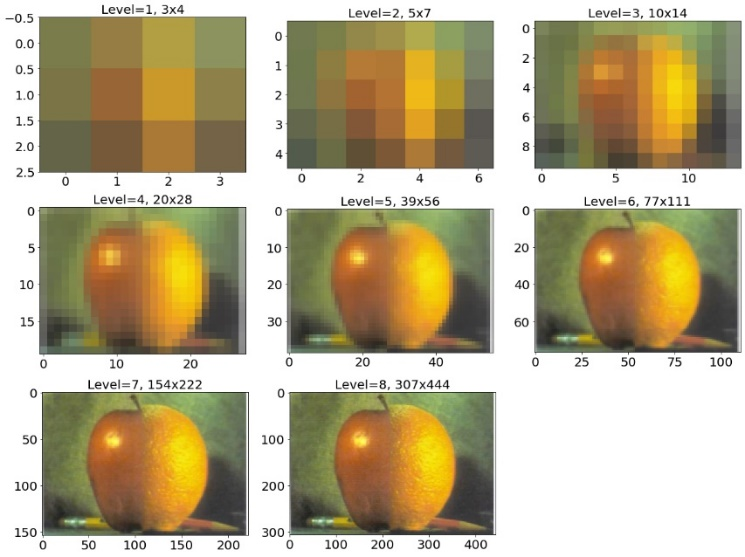 Level=1, 3x4
−0.5
0.0
0.5
1.0
1.5
2.0
2.5
0 1 2 3
Level=2, 5x7
0
1
2
3
4
0 2 4 6
Level=3, 10x14
0
2
4
6
8
0 5 10
Level=4, 20x28
0
5
10
15
0 10 20
Level=5, 39x56
0
10
20
30
0 20 40
Level=6, 77x111
0
20
40
60
0 25 50 75 100
Level=7, 154x222
0
50
100
150
0 50 100 150 200
Level=8, 307x444
0
100
200
300
0 100 200 300 400